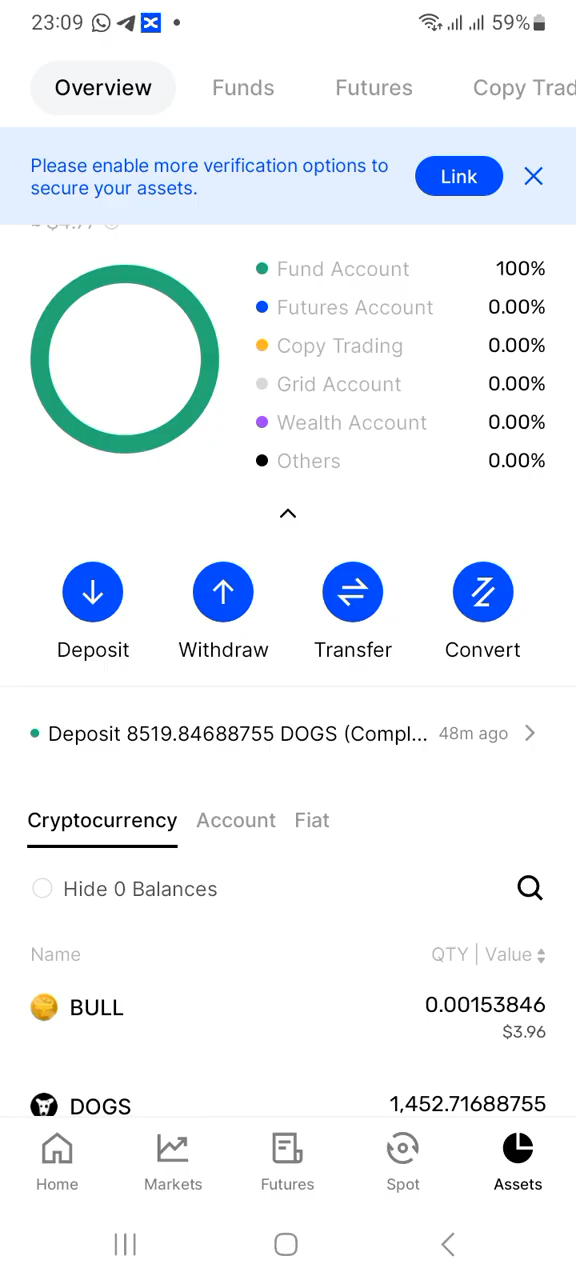 23:09 59%
Overview Funds Futures Copy Trad
Please enable more verification options to
secure your assets.
Link
Fund Account 100%
Futures Account 0.00%
Copy Trading 0.00%
Grid Account 0.00%
Wealth Account 0.00%
Others 0.00%
Deposit Withdraw Transfer Convert
Deposit 8519.84688755 DOGS (Compl... 48m ago
Cryptocurrency Account Fiat
Hide 0 Balances
Name QTY | Value
BULL 0.00153846
$3.96
DOGS 1,452.71688755
Home Markets Futures Spot Assets